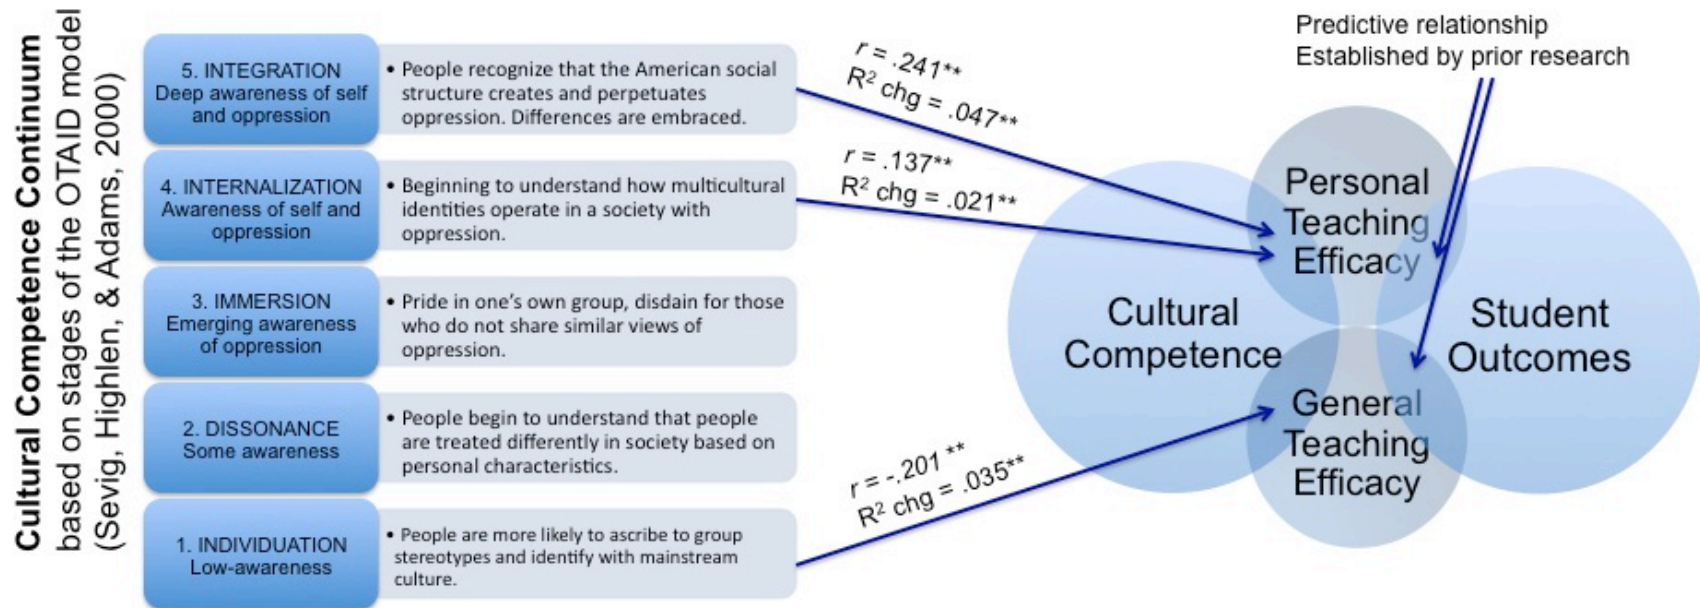 Cultural Competence Continuum
based on stages of the OTAID model
(Sevig, Highlen, & Adams, 2000)
5. INTEGRATION
Deep awareness of self
and oppression
• People recognize that the American social
structure creates and perpetuates
oppression. Differences are embraced.
4. INTERNALIZATION
Awareness of self and
oppression
• Beginning to understand how multicultural
identities operate in a society with
oppression.
3. IMMERSION
Emerging awareness
of oppression
• Pride in one's own group, disdain for those
who do not share similar views of
oppression.
2. DISSONANCE
Some awareness
• People begin to understand that people
are treated differently in society based on
personal characteristics.
1. INDIVIDUATION
Low-awareness
• People are more likely to ascribe to group
stereotypes and identify with mainstream
culture.
r = .241**
R² chg = .047**
r = .137**
R² chg = .021**
r = -.201 **
R² chg = .035**
Predictive relationship
Established by prior research
Cultural
Competence
Personal
Teaching
Efficacy
General
Teaching
Efficacy
Student
Outcomes